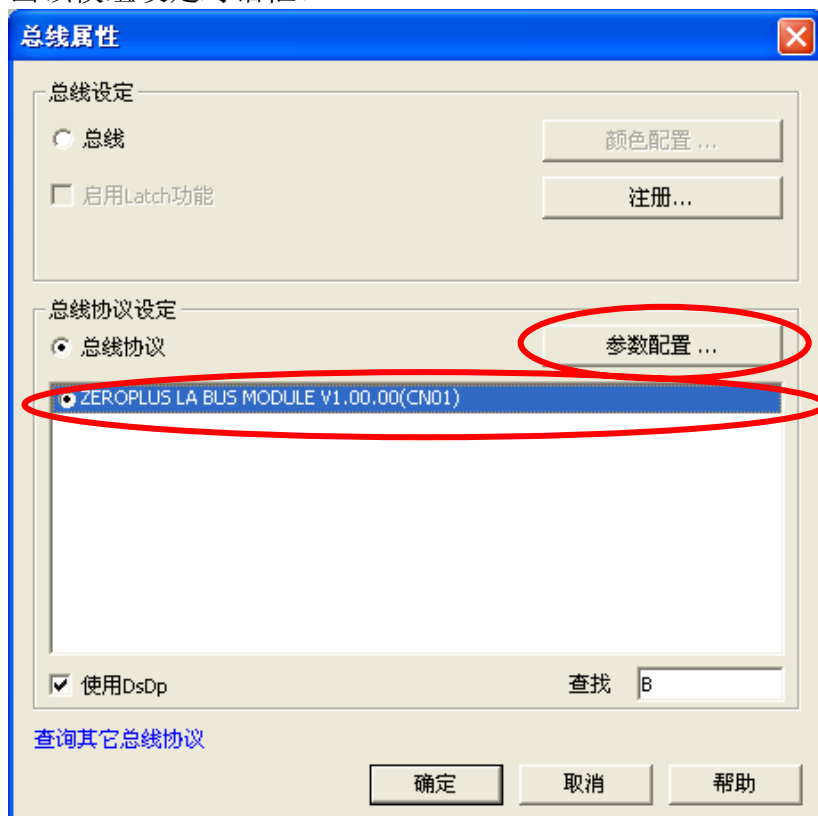 总线属性
总线设定
总线
颜色配置 ...
启用Latch功能
注册...
总线协议设定
总线协议
参数配置 ...
ZEROPLUS LA BUS MODULE V1.00.00(CN01)
使用DsDp
查找 B
查询其它总线协议
确定 取消 帮助